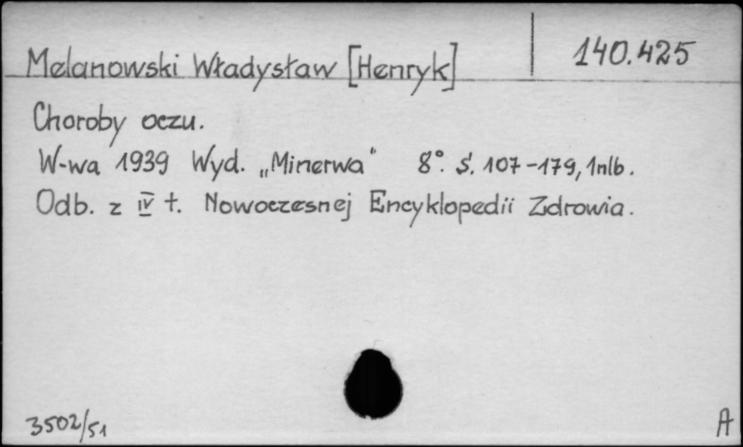 Melanowski Władysław [Henryk] 140.425
Choroby oczu.
W-wa 1939 Wyd. „Minerwa" 8°. S. 107-179, 1nlb.
Odb. z IV t. Nowoczesnej Encyklopedii Zdrowia.
3502/51 A